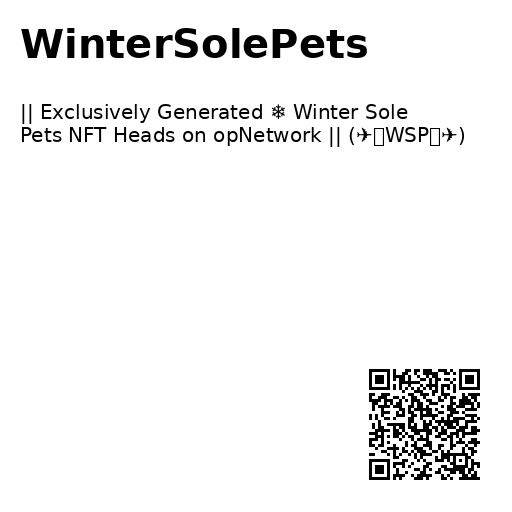 WinterSolePets
|| Exclusively Generated ❄ Winter Sole
Pets NFT Heads on opNetwork || (✈▯WSP▯✈)